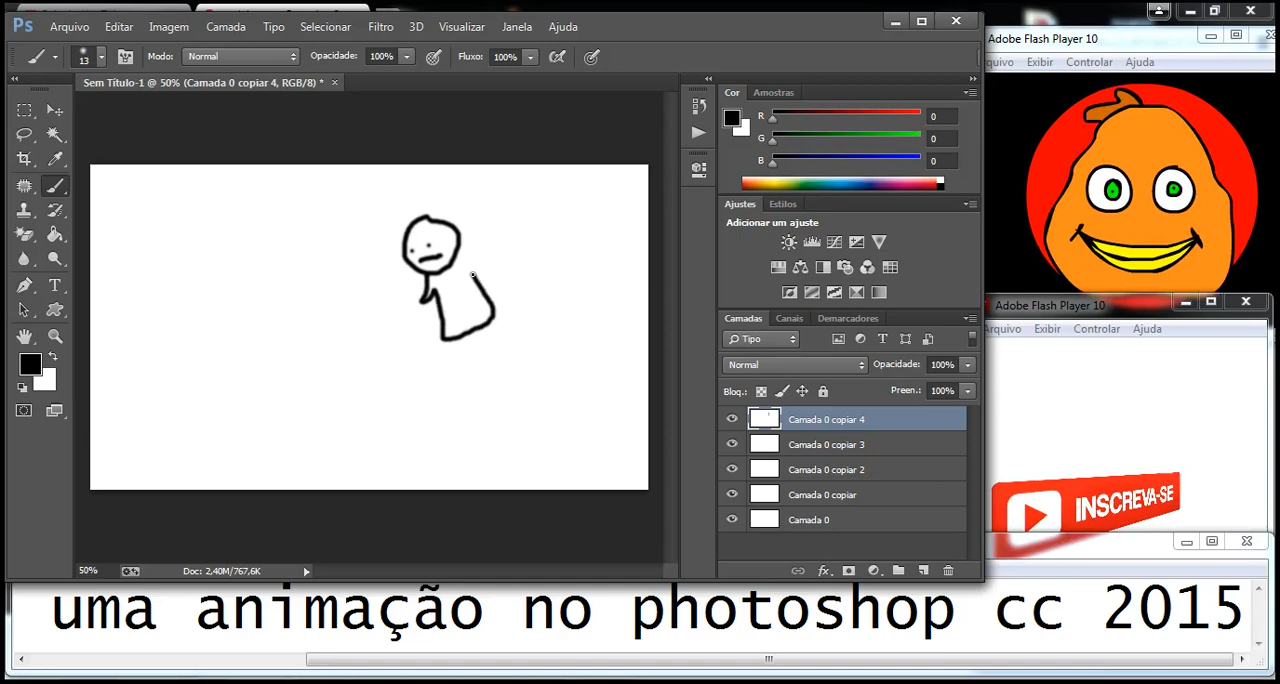 Ps Arquivo Editar Imagem Camada Tipo Selecionar Filtro 3D Visualizar Janela Ajuda
13 Modo: Normal Opacidade: 100% Fluxo: 100%
Sem Título-1 @ 50% (Camada 0 copiar 4, RGB/8) * ×
Cor Amostras
R 0
G 0
B 0
Ajustes Estilos
Adicionar um ajuste
Camadas Canais Demarcadores
Tipo
Normal Opacidade: 100%
Bloq.: Preen.: 100%
Camada 0 copiar 4
Camada 0 copiar 3
Camada 0 copiar 2
Camada 0 copiar
Camada 0
fx
50% Doc: 2,40M/767,6K
Adobe Flash Player 10
rquivo Exibir Controlar Ajuda
Adobe Flash Player 10
Arquivo Exibir Controlar Ajuda
INSCREVA-SE
uma animação no photoshop cc 2015